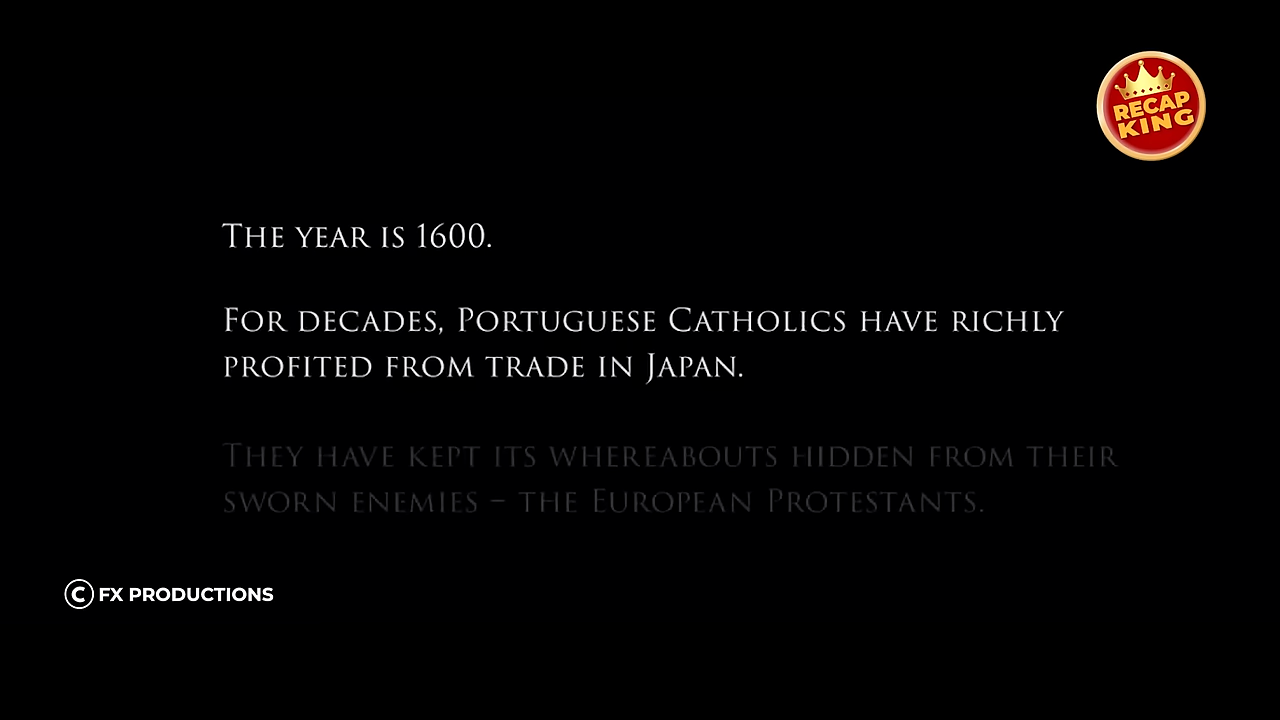 RECAP
KING
The year is 1600.
For decades, Portuguese Catholics have richly
profited from trade in Japan.
They have kept its whereabouts hidden from their
sworn enemies – the European Protestants.
© FX PRODUCTIONS